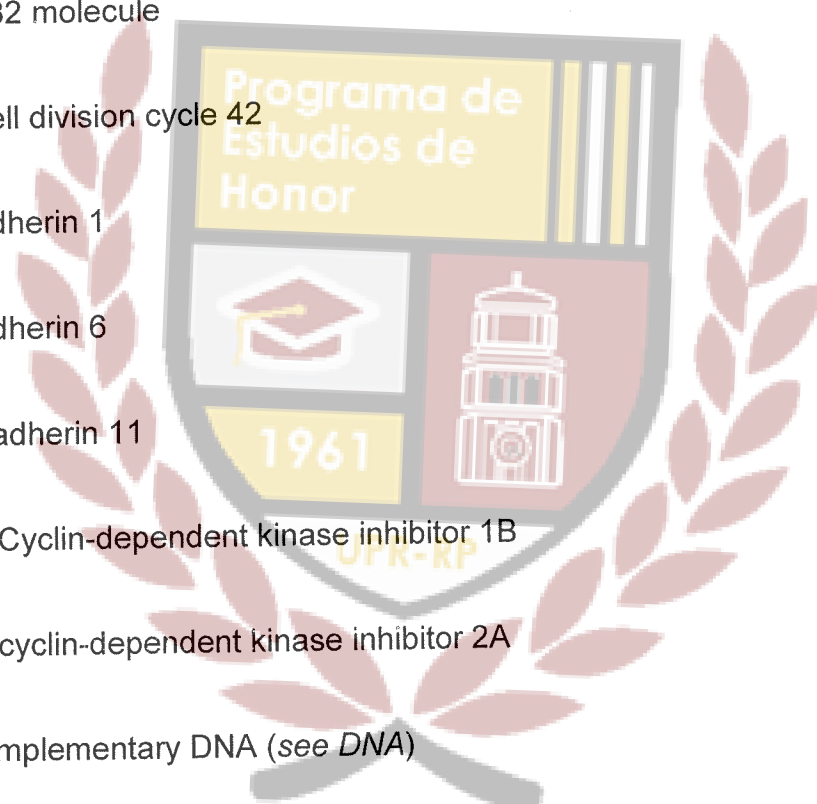 32 molecule
Programa de
ell division cycle 42
Estudios de
Honor
dherin 1
dherin 6
adherin 11
1961
Cyclin-dependent kinase inhibitor 1B
UPR-RP
cyclin-dependent kinase inhibitor 2A
mplementary DNA (see DNA)